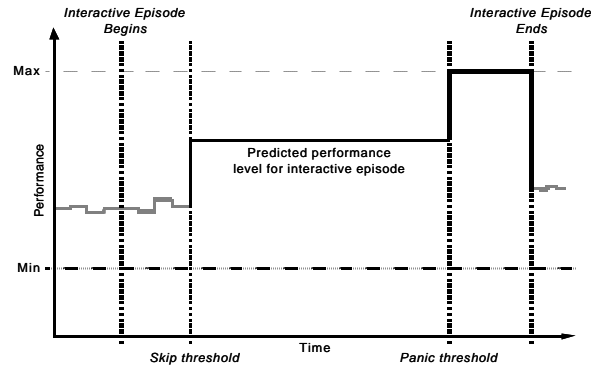 Interactive Episode
Begins
Interactive Episode
Ends
Max
Predicted performance
level for interactive episode
Performance
Min
Time
Skip threshold
Panic threshold